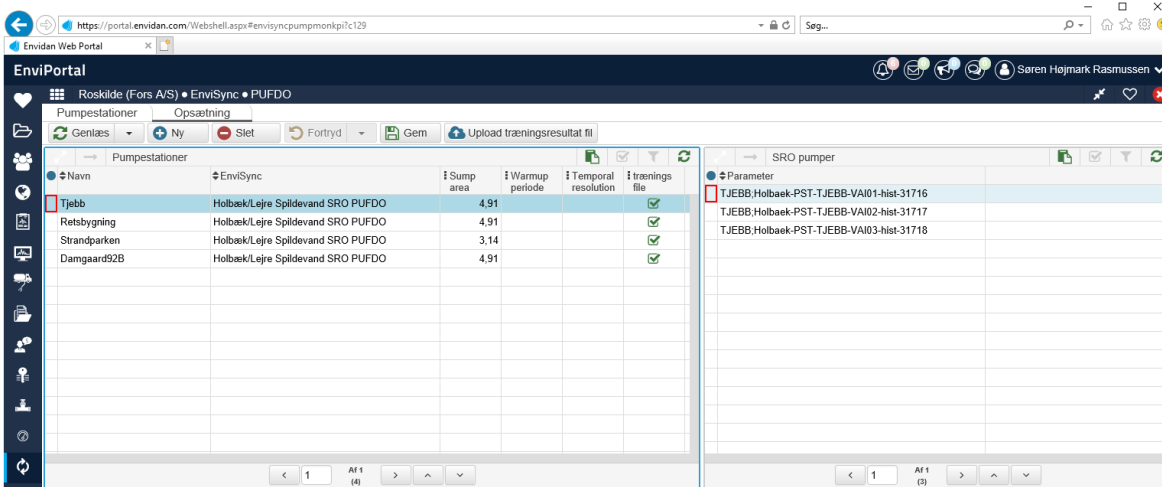 https://portal.envidan.com/Webshell.aspx#envisyncpumpmonkpi?c129
Søg...
Envidan Web Portal
EnviPortal
Søren Højmark Rasmussen
Roskilde (Fors A/S) ● EnviSync ● PUFDO
Pumpestationer Opsætning
Genlæs Ny Slet Fortryd Gem Upload træningsresultat fil
Pumpestationer
Navn EnviSync Sump area Warmup periode Temporal resolution trænings file
Tjebb Holbæk/Lejre Spildevand SRO PUFDO 4,91
Retsbygning Holbæk/Lejre Spildevand SRO PUFDO 4,91
Strandparken Holbæk/Lejre Spildevand SRO PUFDO 3,14
Damgaard92B Holbæk/Lejre Spildevand SRO PUFDO 4,91
1 Af 1 (4)
SRO pumper
Parameter
TJEBB;Holbaek-PST-TJEBB-VAI01-hist-31716
TJEBB;Holbaek-PST-TJEBB-VAI02-hist-31717
TJEBB;Holbaek-PST-TJEBB-VAI03-hist-31718
1 Af 1 (3)